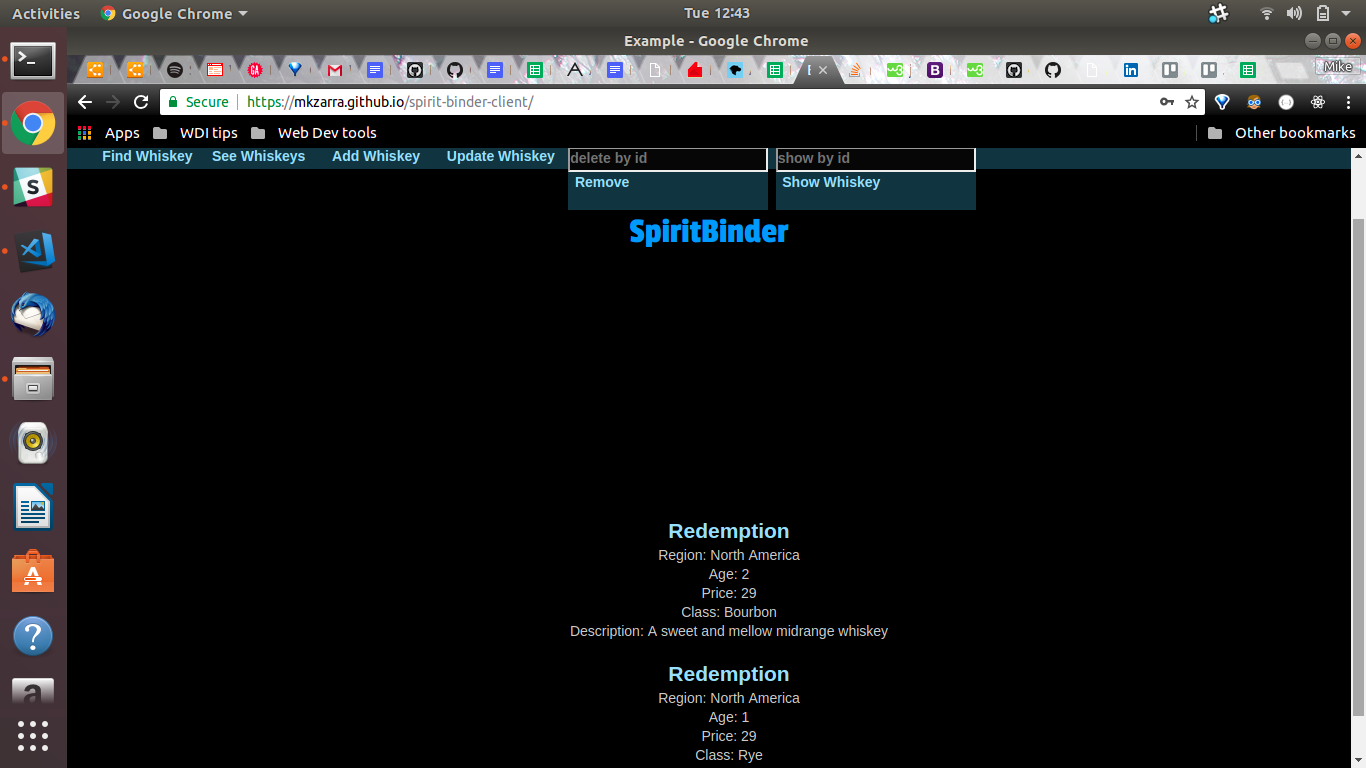 Activities Google Chrome Tue 12:43
Example - Google Chrome
Mike
Secure https://mkzarra.github.io/spirit-binder-client/
Apps WDI tips Web Dev tools Other bookmarks
Find Whiskey See Whiskeys Add Whiskey Update Whiskey delete by id show by id
Remove Show Whiskey
SpiritBinder
Redemption
Region: North America
Age: 2
Price: 29
Class: Bourbon
Description: A sweet and mellow midrange whiskey
Redemption
Region: North America
Age: 1
Price: 29
Class: Rye